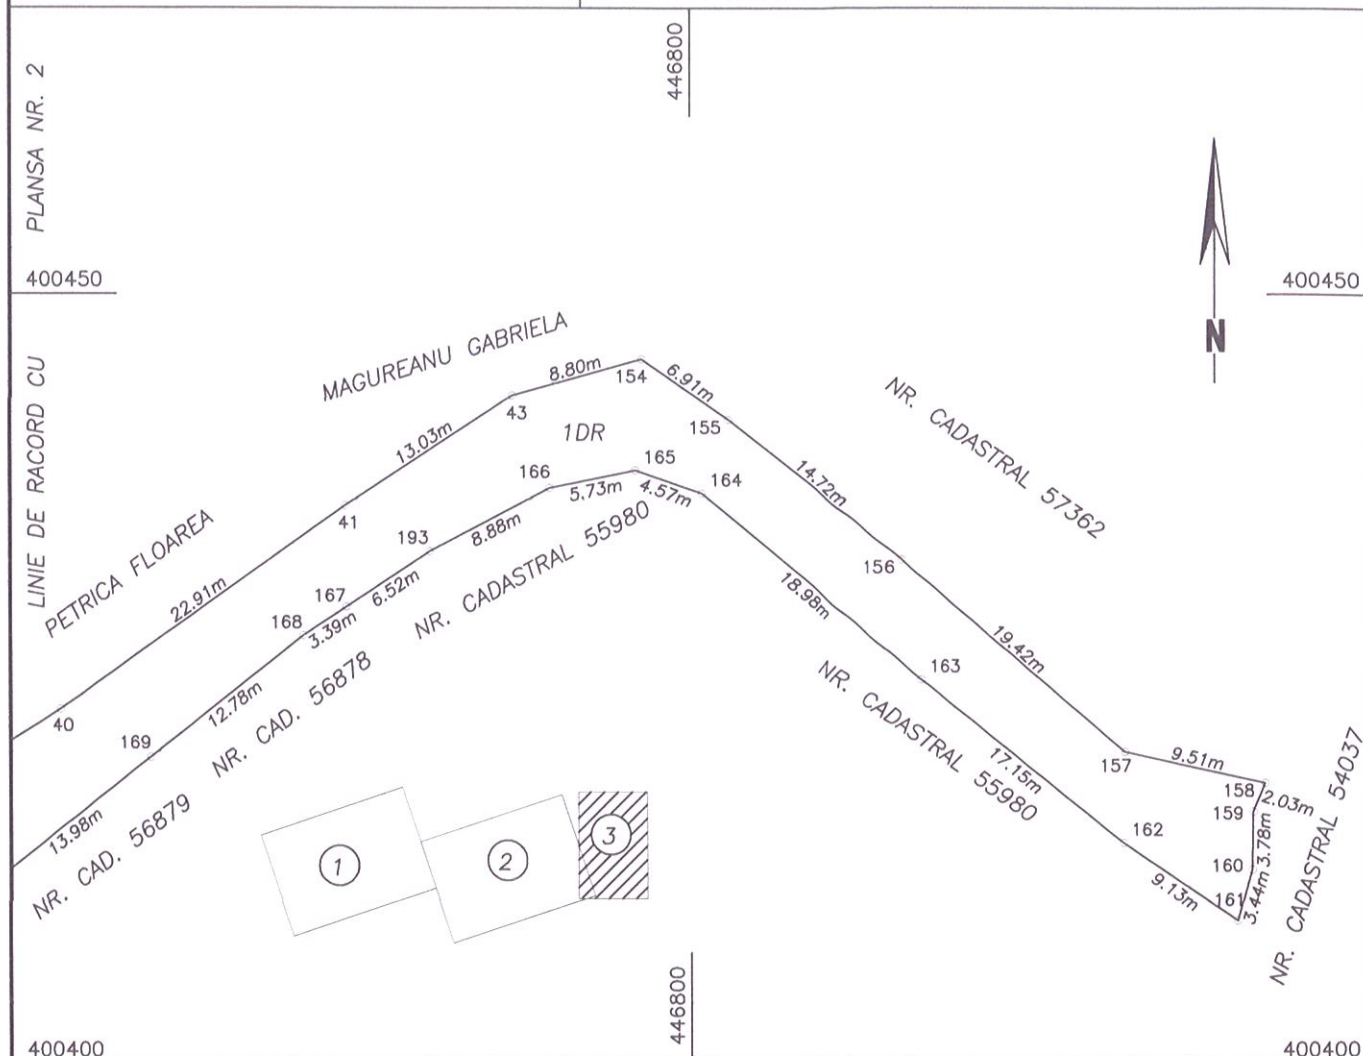 446800
PLANSA NR. 2
400450
400450
N
LINIE DE RACORD CU
MAGUREANU GABRIELA
8.80m
154
6.91m
43
155
NR. CADASTRAL 57362
1DR
13.03m
165
166
164
14.72m
5.73m
4.57m
41
193
8.88m
NR. CADASTRAL 55980
PETRICA FLOAREA
156
22.91m
167
6.52m
168
3.39m
18.98m
19.42m
163
NR. CAD. 56878
12.78m
40
169
NR. CADASTRAL 55980
17.15m
157
9.51m
158
2.03m
159
NR. CADASTRAL 54037
13.98m
NR. CAD. 56879
162
3.78m
160
9.13m
161
3.44m
1
2
3
446800
400400
400400